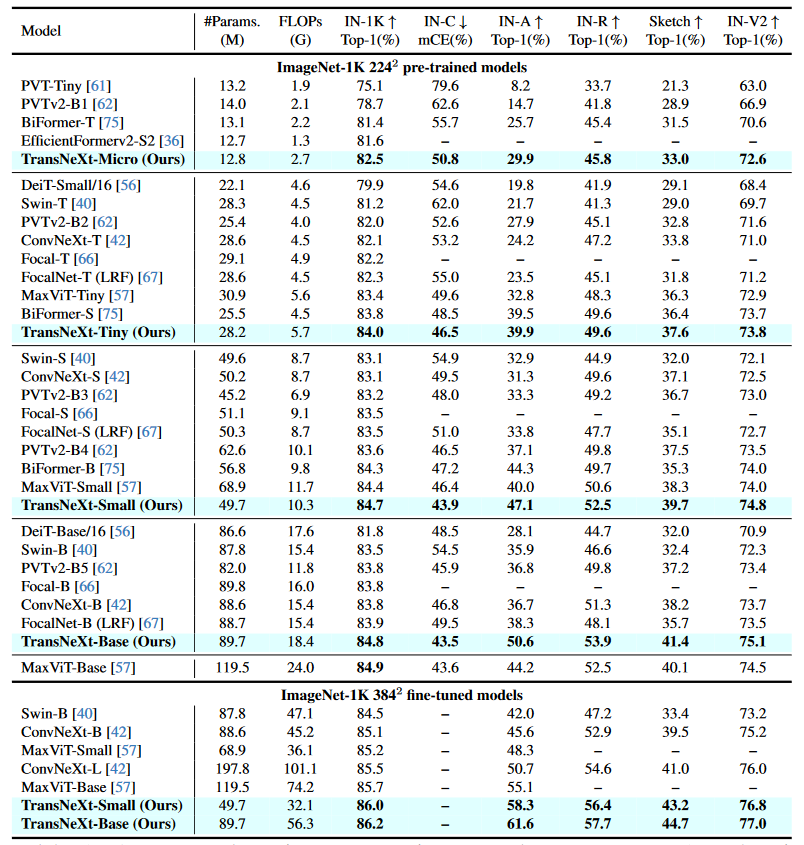 Model #Params. (M) FLOPs (G) IN-1K ↑ Top-1(%) IN-C ↓ mCE(%) IN-A ↑ Top-1(%) IN-R ↑ Top-1(%) Sketch ↑ Top-1(%) IN-V2 ↑ Top-1(%)
ImageNet-1K 224² pre-trained models
PVT-Tiny [61] 13.2 1.9 75.1 79.6 8.2 33.7 21.3 63.0
PVTv2-B1 [62] 14.0 2.1 78.7 62.6 14.7 41.8 28.9 66.9
BiFormer-T [75] 13.1 2.2 81.4 55.7 25.7 45.4 31.5 70.6
EfficientFormerv2-S2 [36] 12.7 1.3 81.6 – – – – –
TransNeXt-Micro (Ours) 12.8 2.7 82.5 50.8 29.9 45.8 33.0 72.6
DeiT-Small/16 [56] 22.1 4.6 79.9 54.6 19.8 41.9 29.1 68.4
Swin-T [40] 28.3 4.5 81.2 62.0 21.7 41.3 29.0 69.7
PVTv2-B2 [62] 25.4 4.0 82.0 52.6 27.9 45.1 32.8 71.6
ConvNeXt-T [42] 28.6 4.5 82.1 53.2 24.2 47.2 33.8 71.0
Focal-T [66] 29.1 4.9 82.2 – – – – –
FocalNet-T (LRF) [67] 28.6 4.5 82.3 55.0 23.5 45.1 31.8 71.2
MaxViT-Tiny [57] 30.9 5.6 83.4 49.6 32.8 48.3 36.3 72.9
BiFormer-S [75] 25.5 4.5 83.8 48.5 39.5 49.6 36.4 73.7
TransNeXt-Tiny (Ours) 28.2 5.7 84.0 46.5 39.9 49.6 37.6 73.8
Swin-S [40] 49.6 8.7 83.1 54.9 32.9 44.9 32.0 72.1
ConvNeXt-S [42] 50.2 8.7 83.1 49.5 31.3 49.6 37.1 72.5
PVTv2-B3 [62] 45.2 6.9 83.2 48.0 33.3 49.2 36.7 73.0
Focal-S [66] 51.1 9.1 83.5 – – – – –
FocalNet-S (LRF) [67] 50.3 8.7 83.5 51.0 33.8 47.7 35.1 72.7
PVTv2-B4 [62] 62.6 10.1 83.6 46.5 37.1 49.8 37.5 73.5
BiFormer-B [75] 56.8 9.8 84.3 47.2 44.3 49.7 35.3 74.0
MaxViT-Small [57] 68.9 11.7 84.4 46.4 40.0 50.6 38.3 74.0
TransNeXt-Small (Ours) 49.7 10.3 84.7 43.9 47.1 52.5 39.7 74.8
DeiT-Base/16 [56] 86.6 17.6 81.8 48.5 28.1 44.7 32.0 70.9
Swin-B [40] 87.8 15.4 83.5 54.5 35.9 46.6 32.4 72.3
PVTv2-B5 [62] 82.0 11.8 83.8 45.9 36.8 49.8 37.2 73.4
Focal-B [66] 89.8 16.0 83.8 – – – – –
ConvNeXt-B [42] 88.6 15.4 83.8 46.8 36.7 51.3 38.2 73.7
FocalNet-B (LRF) [67] 88.7 15.4 83.9 49.5 38.3 48.1 35.7 73.5
TransNeXt-Base (Ours) 89.7 18.4 84.8 43.5 50.6 53.9 41.4 75.1
MaxViT-Base [57] 119.5 24.0 84.9 43.6 44.2 52.5 40.1 74.5
ImageNet-1K 384² fine-tuned models
Swin-B [40] 87.8 47.1 84.5 – 42.0 47.2 33.4 73.2
ConvNeXt-B [42] 88.6 45.2 85.1 – 45.6 52.9 39.5 75.2
MaxViT-Small [57] 68.9 36.1 85.2 – 48.3 – – –
ConvNeXt-L [42] 197.8 101.1 85.5 – 50.7 54.6 41.0 76.0
MaxViT-Base [57] 119.5 74.2 85.7 – 55.1 – – –
TransNeXt-Small (Ours) 49.7 32.1 86.0 – 58.3 56.4 43.2 76.8
TransNeXt-Base (Ours) 89.7 56.3 86.2 – 61.6 57.7 44.7 77.0